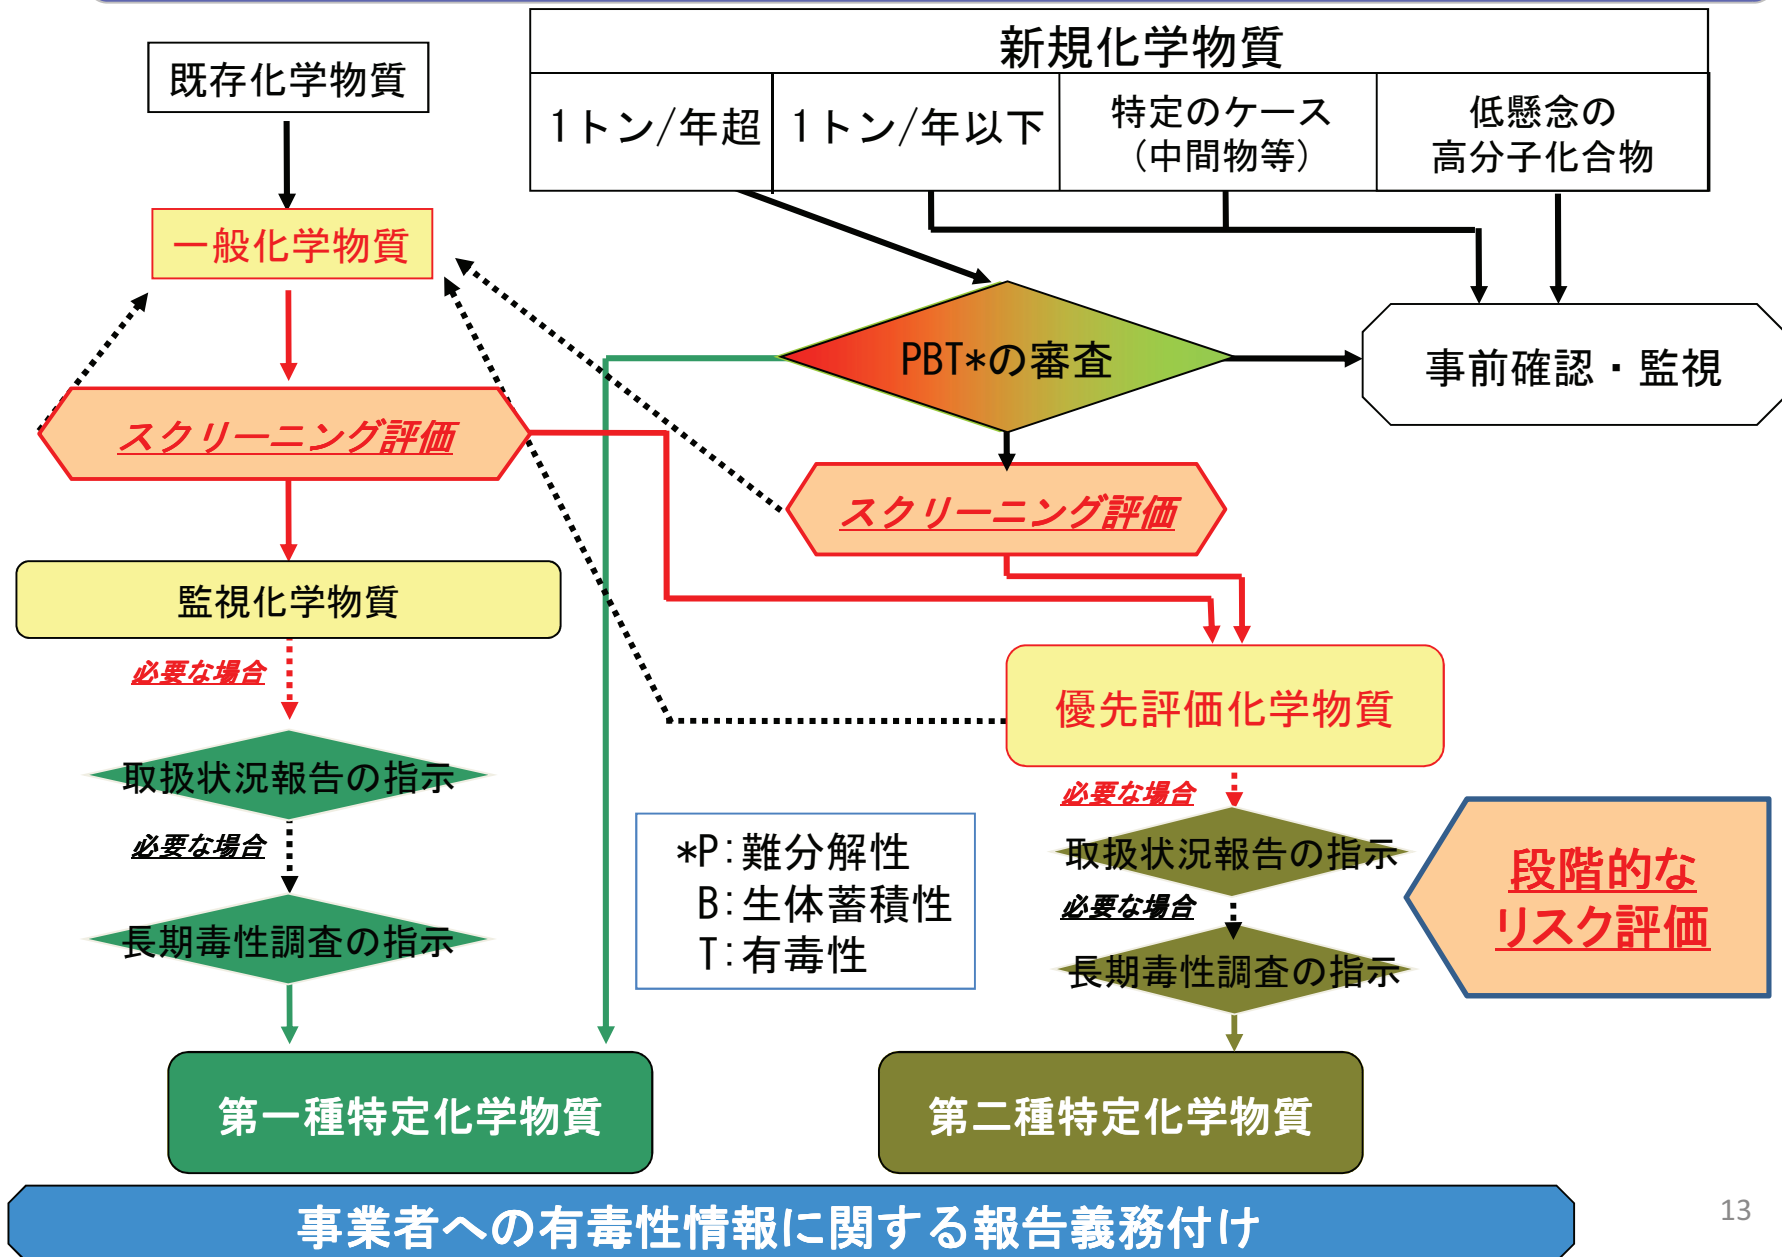 既存化学物質
新規化学物質
1トン/年超
1トン/年以下
特定のケース
(中間物等)
低懸念の
高分子化合物
一般化学物質
PBT*の審査
事前確認・監視
スクリーニング評価
スクリーニング評価
監視化学物質
必要な場合
優先評価化学物質
取扱状況報告の指示
必要な場合
必要な場合
取扱状況報告の指示
必要な場合
長期毒性調査の指示
長期毒性調査の指示
*P:難分解性
B:生体蓄積性
T:有毒性
段階的な
リスク評価
第一種特定化学物質
第二種特定化学物質
事業者への有毒性情報に関する報告義務付け
13